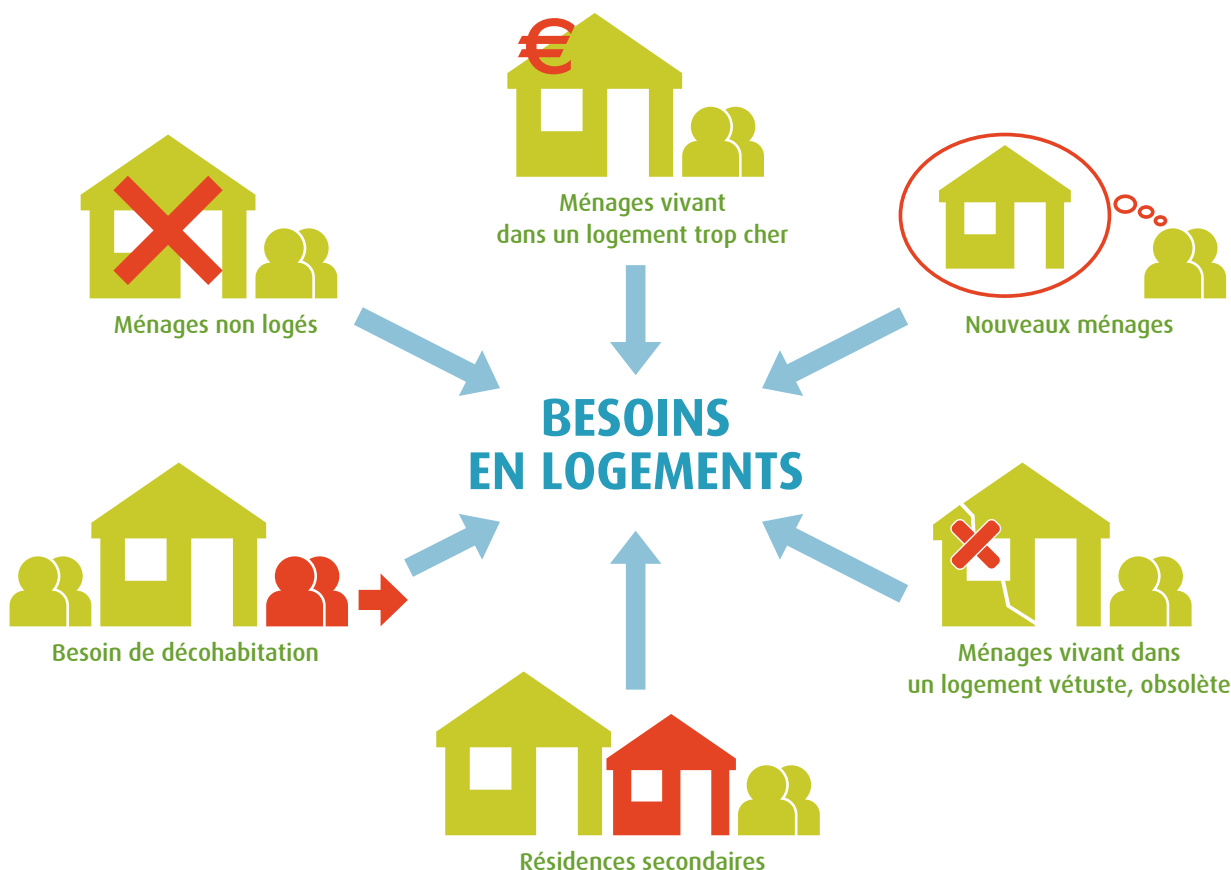 €
Ménages vivant
dans un logement trop cher
Ménages non logés
Nouveaux ménages
BESOINS
EN LOGEMENTS
Besoin de décohabitation
Ménages vivant dans
un logement vétuste, obsolète
Résidences secondaires